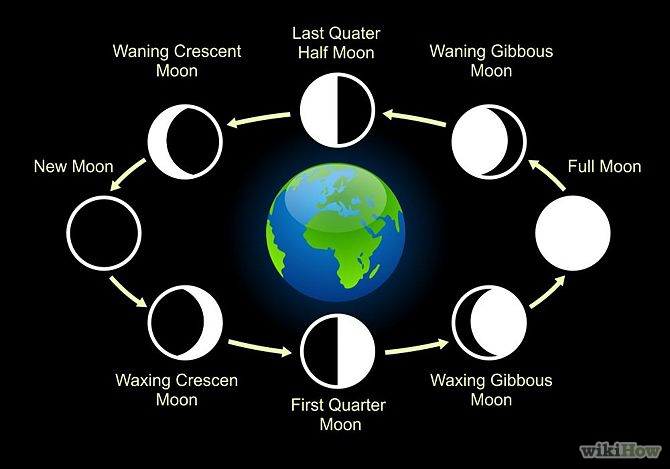 Last Quater
Half Moon
Waning Crescent
Moon
Waning Gibbous
Moon
New Moon
Full Moon
Waxing Crescen
Moon
First Quarter
Moon
Waxing Gibbous
Moon
wikiHow